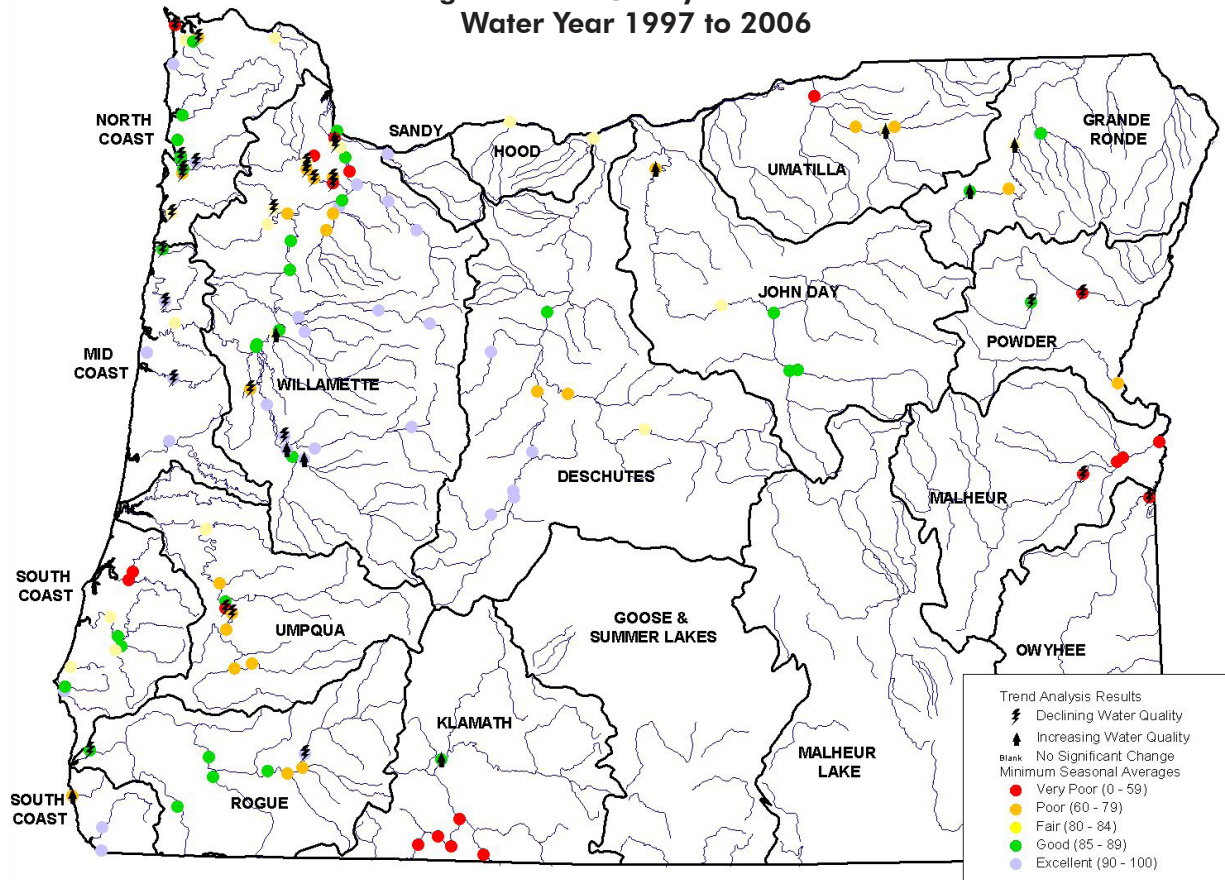 Water Year 1997 to 2006
NORTH
COAST
SANDY
HOOD
UMATILLA
GRANDE
RONDE
JOHN DAY
POWDER
MID
COAST
WILLAMETTE
DESCHUTES
MALHEUR
SOUTH
COAST
UMPQUA
GOOSE &
SUMMER LAKES
OWYHEE
KLAMATH
MALHEUR
LAKE
ROGUE
SOUTH
COAST
Trend Analysis Results
Declining Water Quality
Increasing Water Quality
Blank No Significant Change
Minimum Seasonal Averages
Very Poor (0 - 59)
Poor (60 - 79)
Fair (80 - 84)
Good (85 - 89)
Excellent (90 - 100)